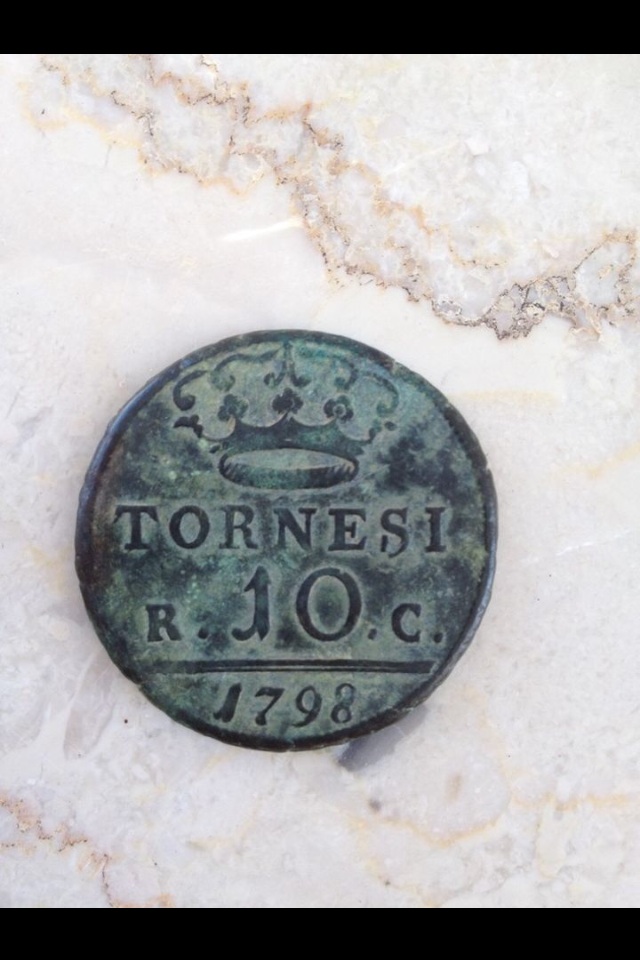 TORNESI
R. 10. C.
1798